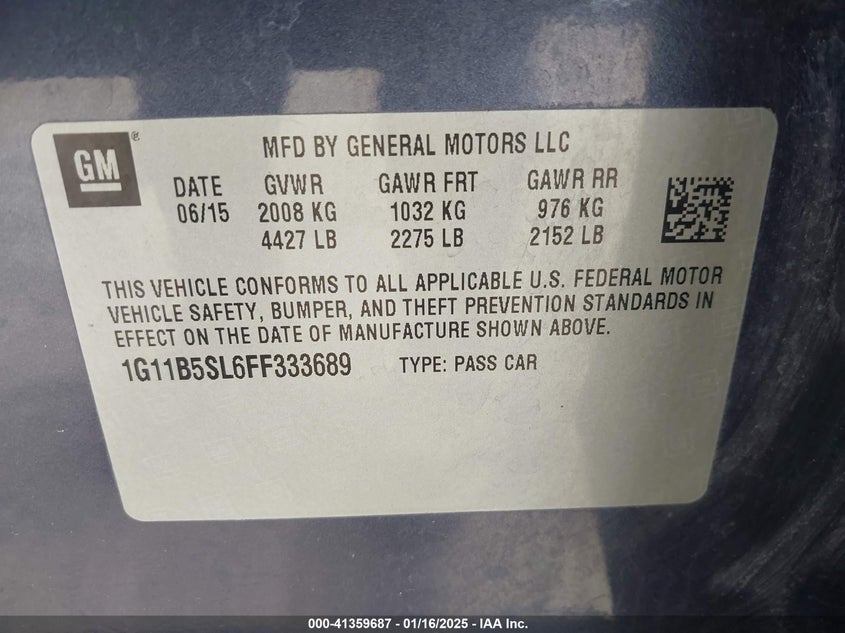 GM®
MFD BY GENERAL MOTORS LLC
DATE GVWR GAWR FRT GAWR RR
06/15 2008 KG 1032 KG 976 KG
4427 LB 2275 LB 2152 LB
THIS VEHICLE CONFORMS TO ALL APPLICABLE U.S. FEDERAL MOTOR
VEHICLE SAFETY, BUMPER, AND THEFT PREVENTION STANDARDS IN
EFFECT ON THE DATE OF MANUFACTURE SHOWN ABOVE.
1G11B5SL6FF333689 TYPE: PASS CAR
000-41359687 - 01/16/2025 - IAA Inc.